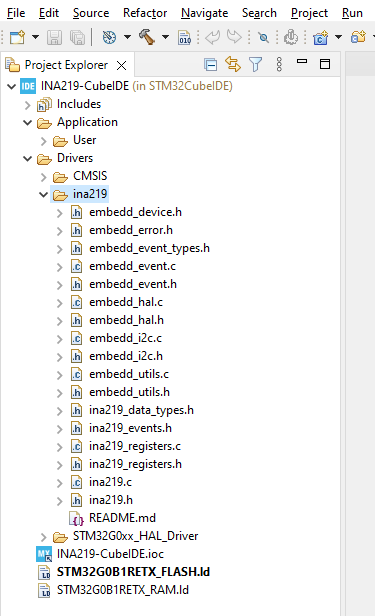 File Edit Source Refactor Navigate Search Project Run
Project Explorer
IDE INA219-CubeIDE (in STM32CubeIDE)
Includes
Application
User
Drivers
CMSIS
ina219
embedd_device.h
embedd_error.h
embedd_event_types.h
embedd_event.c
embedd_event.h
embedd_hal.c
embedd_hal.h
embedd_i2c.c
embedd_i2c.h
embedd_utils.c
embedd_utils.h
ina219_data_types.h
ina219_events.h
ina219_registers.c
ina219_registers.h
ina219.c
ina219.h
README.md
STM32G0xx_HAL_Driver
MX INA219-CubeIDE.ioc
STM32G0B1RETX_FLASH.ld
STM32G0B1RETX_RAM.ld